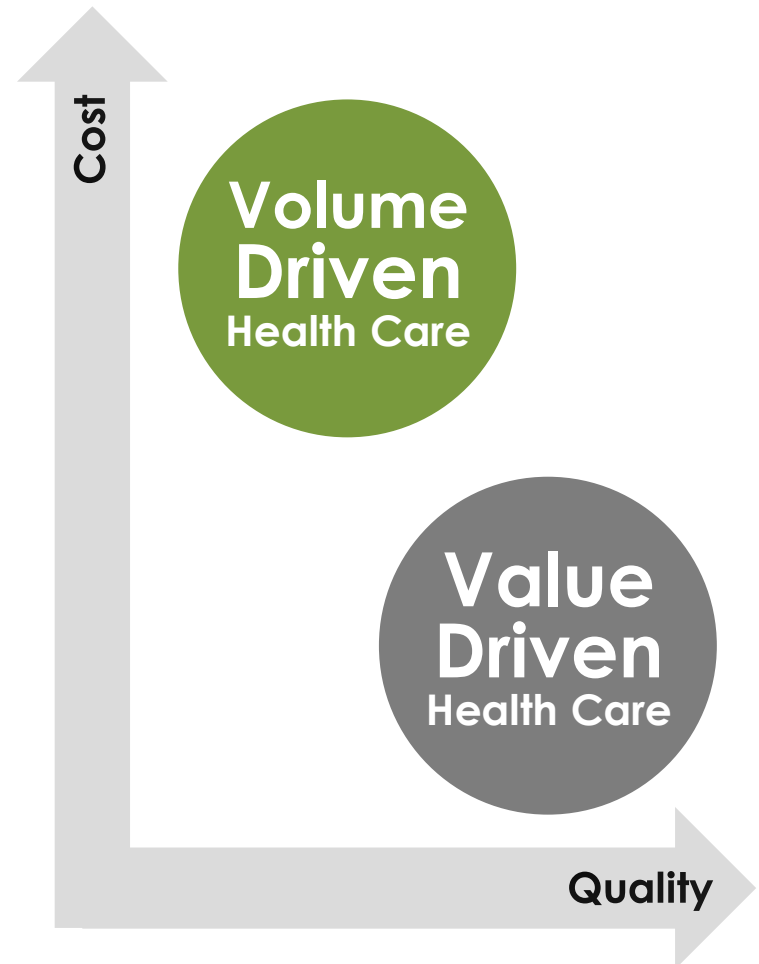 Cost
Volume
Driven
Health Care
Value
Driven
Health Care
Quality